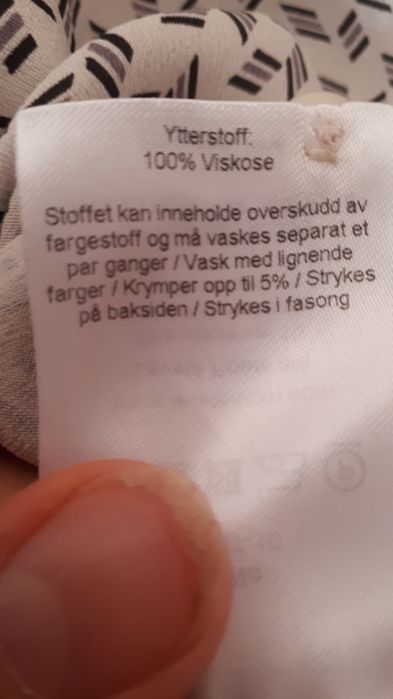 Ytterstoff:
100% Viskose
Stoffet kan inneholde overskudd av
fargestoff og må vaskes separat et
par ganger / Vask med lignende
farger / Krymper opp til 5% / Strykes
på baksiden / Strykes i fasong